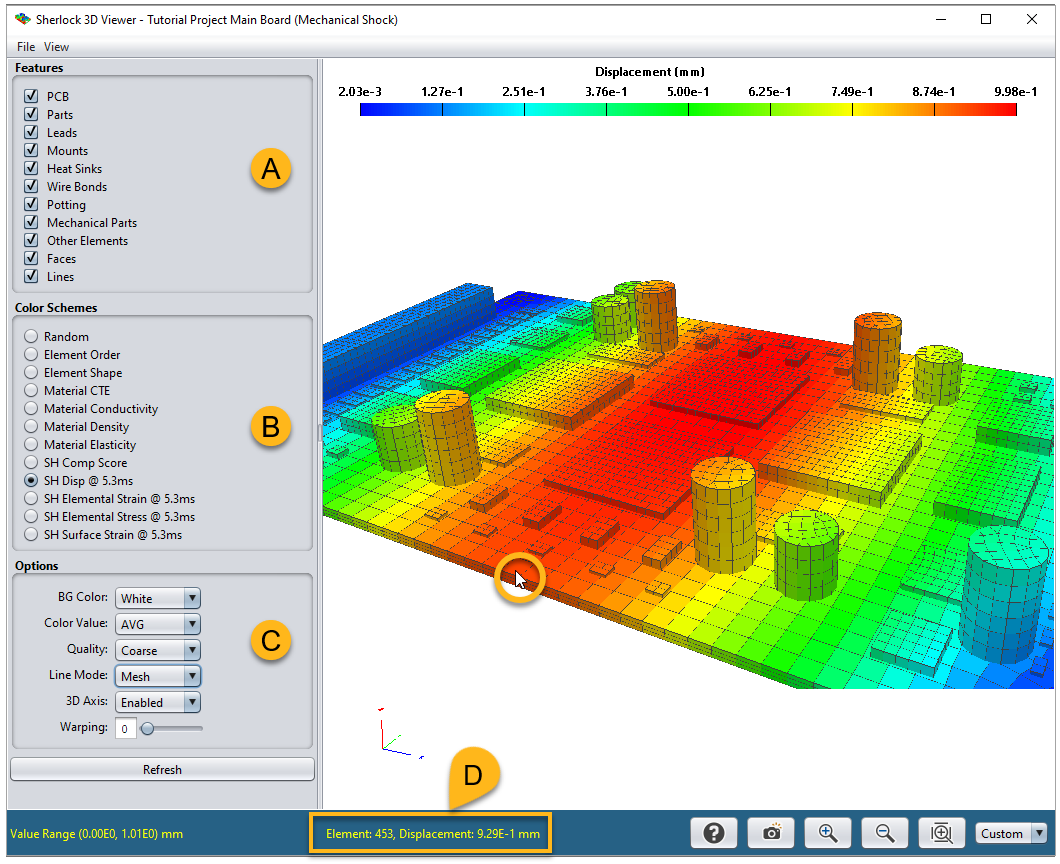 Sherlock 3D Viewer - Tutorial Project Main Board (Mechanical Shock)
File View
Features
PCB
Parts
Leads
Mounts
Heat Sinks
Wire Bonds
Potting
Mechanical Parts
Other Elements
Faces
Lines
A
Color Schemes
Random
Element Order
Element Shape
Material CTE
Material Conductivity
Material Density
Material Elasticity
SH Comp Score
SH Disp @ 5.3ms
SH Elemental Strain @ 5.3ms
SH Elemental Stress @ 5.3ms
SH Surface Strain @ 5.3ms
B
Options
BG Color: White
Color Value: AVG
Quality: Coarse
Line Mode: Mesh
3D Axis: Enabled
Warping: 0
C
Refresh
Displacement (mm)
2.03e-3 1.27e-1 2.51e-1 3.76e-1 5.00e-1 6.25e-1 7.49e-1 8.74e-1 9.98e-1
D
Value Range (0.00E0, 1.01E0) mm
Element: 453, Displacement: 9.29E-1 mm
Custom